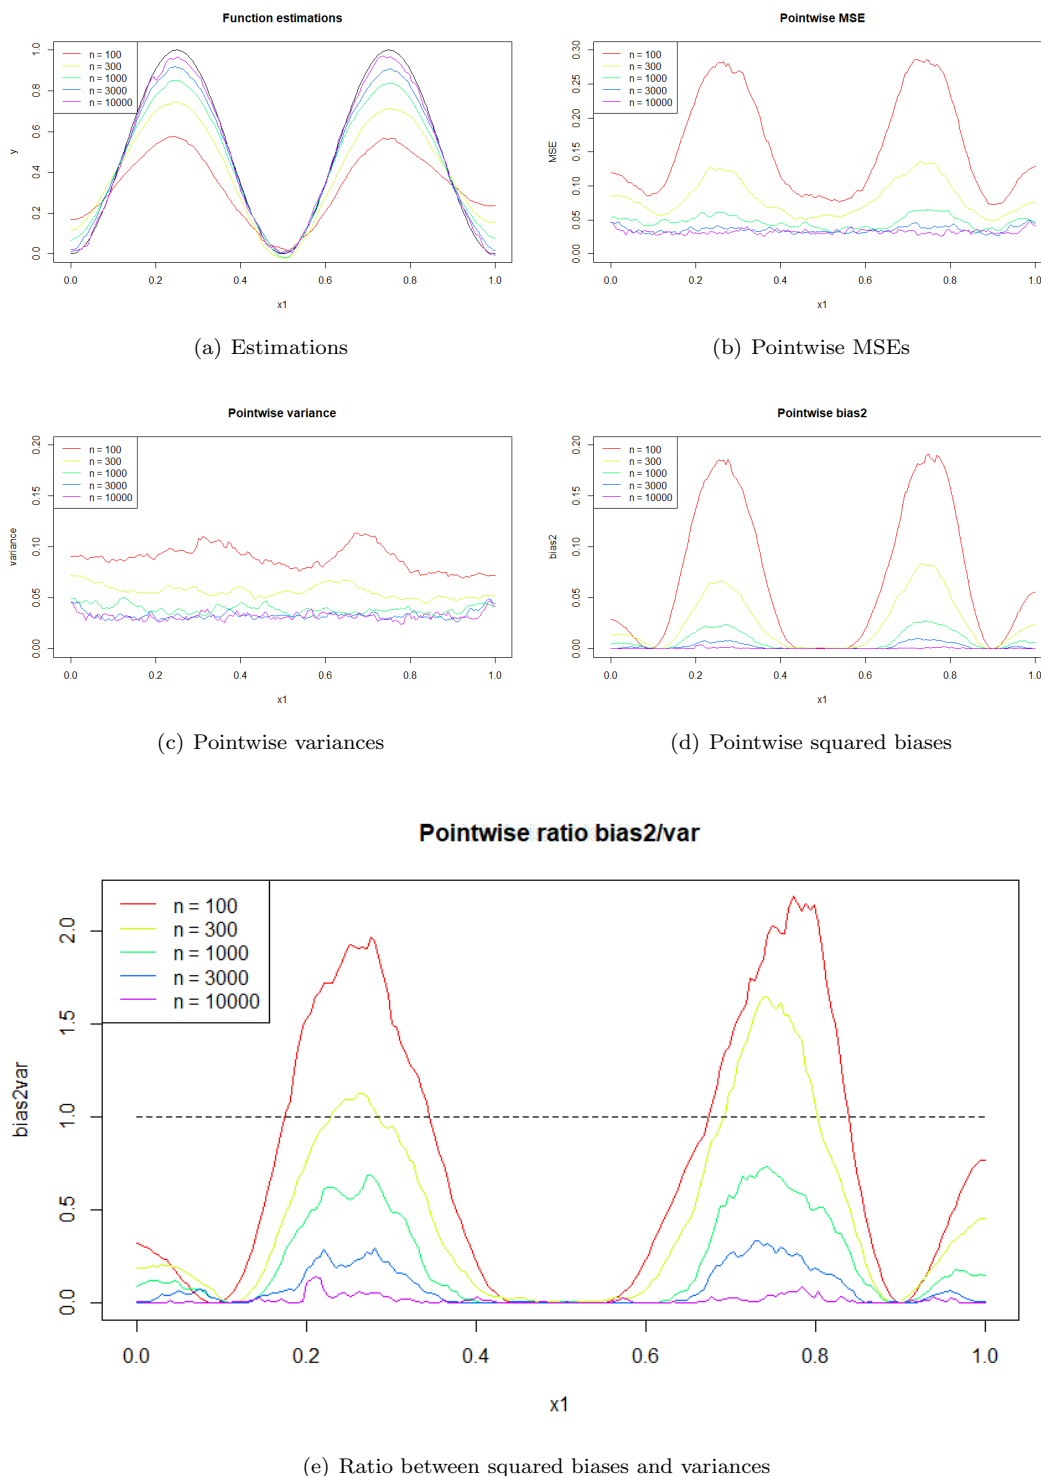 Function estimations
n = 100
n = 300
n = 1000
n = 3000
n = 10000
y
0.0 0.2 0.4 0.6 0.8 1.0
0.0 0.2 0.4 0.6 0.8 1.0
x1
(a) Estimations
Pointwise MSE
n = 100
n = 300
n = 1000
n = 3000
n = 10000
MSE
0.00 0.05 0.10 0.15 0.20 0.25 0.30
0.0 0.2 0.4 0.6 0.8 1.0
x1
(b) Pointwise MSEs
Pointwise variance
n = 100
n = 300
n = 1000
n = 3000
n = 10000
variance
0.00 0.05 0.10 0.15 0.20
0.0 0.2 0.4 0.6 0.8 1.0
x1
(c) Pointwise variances
Pointwise bias2
n = 100
n = 300
n = 1000
n = 3000
n = 10000
bias2
0.00 0.05 0.10 0.15 0.20
0.0 0.2 0.4 0.6 0.8 1.0
x1
(d) Pointwise squared biases
Pointwise ratio bias2/var
n = 100
n = 300
n = 1000
n = 3000
n = 10000
bias2var
0.0 0.5 1.0 1.5 2.0
0.0 0.2 0.4 0.6 0.8 1.0
x1
(e) Ratio between squared biases and variances